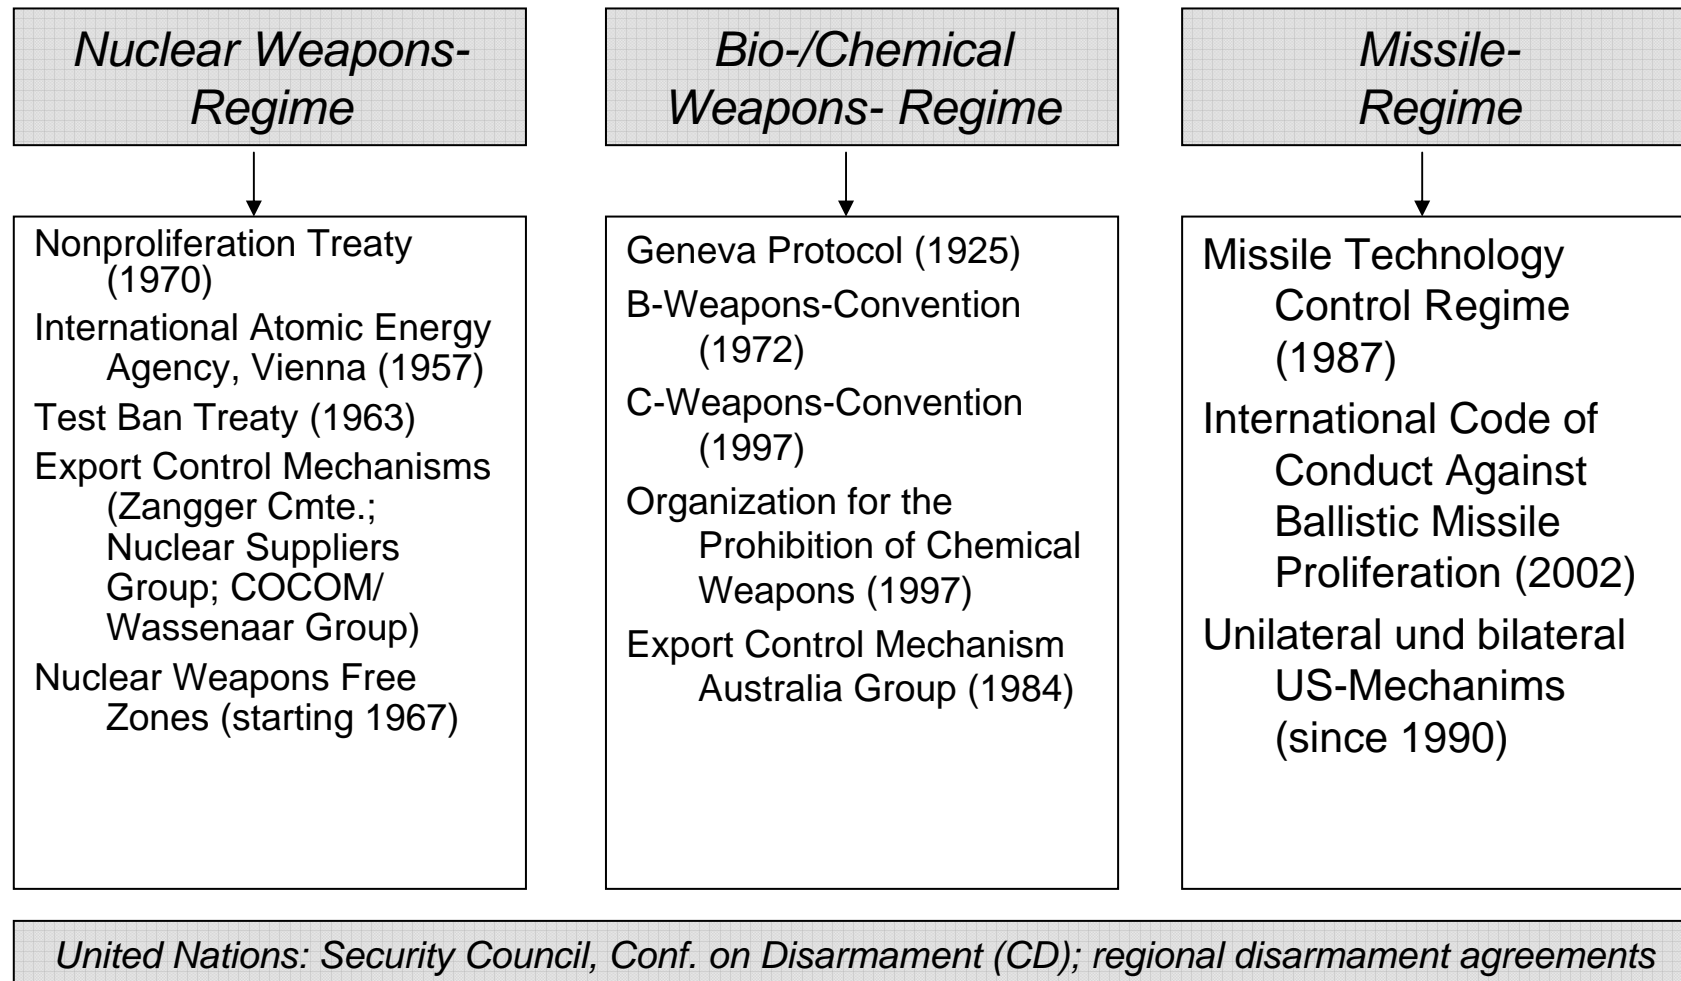 Nuclear Weapons-
Regime
Nonproliferation Treaty
(1970)
International Atomic Energy
Agency, Vienna (1957)
Test Ban Treaty (1963)
Export Control Mechanisms
(Zangger Cmte.;
Nuclear Suppliers
Group; COCOM/
Wassenaar Group)
Nuclear Weapons Free
Zones (starting 1967)
Bio-/Chemical
Weapons- Regime
Geneva Protocol (1925)
B-Weapons-Convention
(1972)
C-Weapons-Convention
(1997)
Organization for the
Prohibition of Chemical
Weapons (1997)
Export Control Mechanism
Australia Group (1984)
Missile-
Regime
Missile Technology
Control Regime
(1987)
International Code of
Conduct Against
Ballistic Missile
Proliferation (2002)
Unilateral und bilateral
US-Mechanims
(since 1990)
United Nations: Security Council, Conf. on Disarmament (CD); regional disarmament agreements